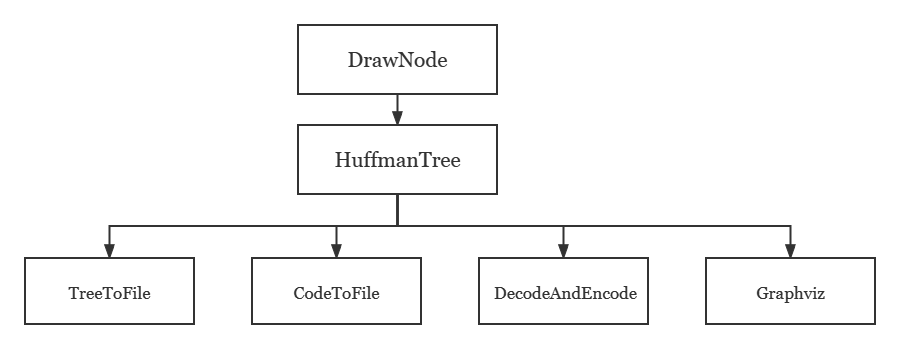 DrawNode
HuffmanTree
TreeToFile
CodeToFile
DecodeAndEncode
Graphviz